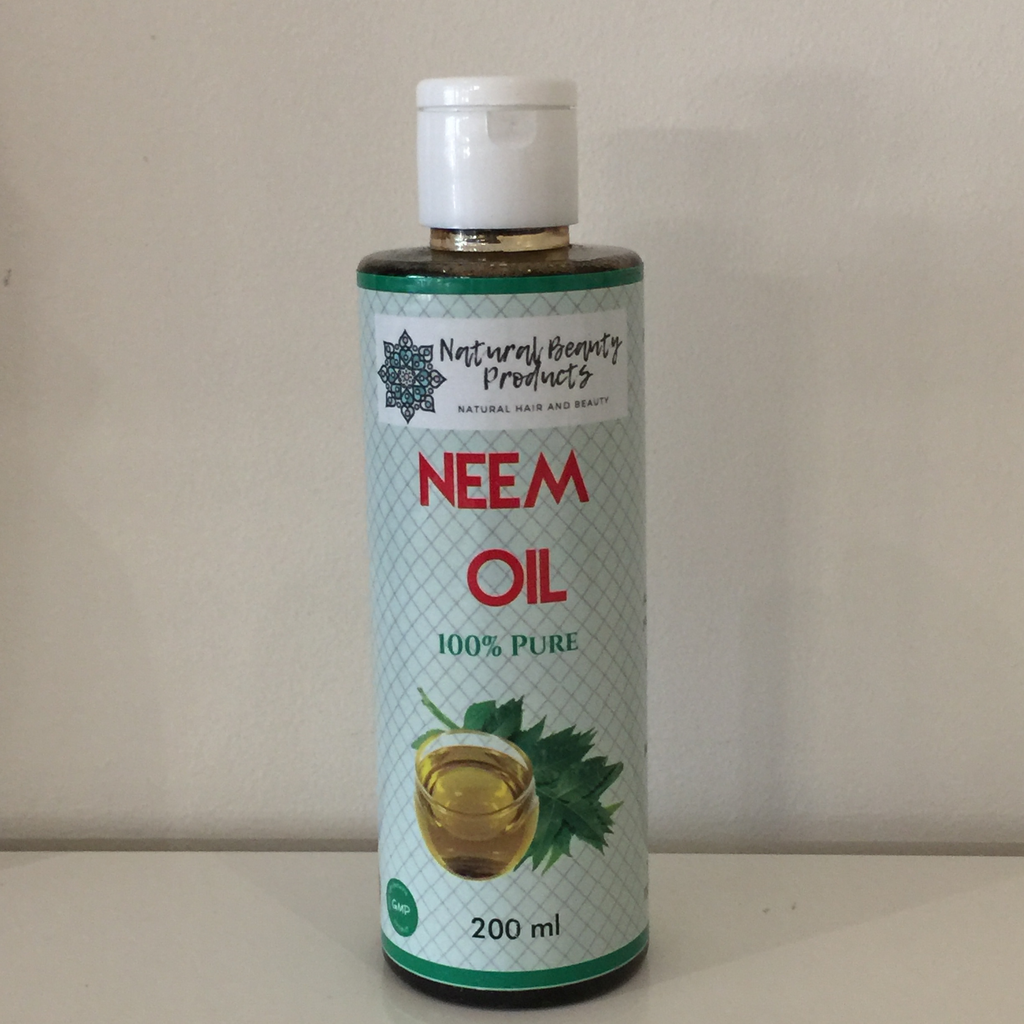 Natural Beauty
Products
NATURAL HAIR AND BEAUTY
NEEM
OIL
100% PURE
GMP
200 ml